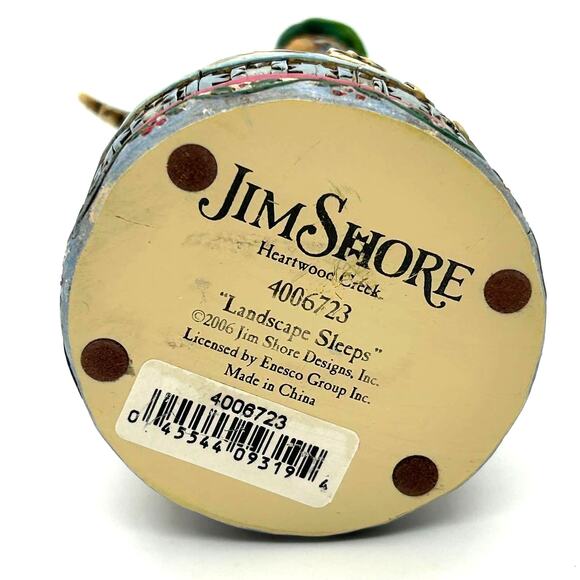 JIM SHORE
Heartwood Creek™
4006723
"Landscape Sleeps"
©2006 Jim Shore Designs, Inc.
Licensed by Enesco Group Inc.
Made in China
4006723
0 45544 09319 4